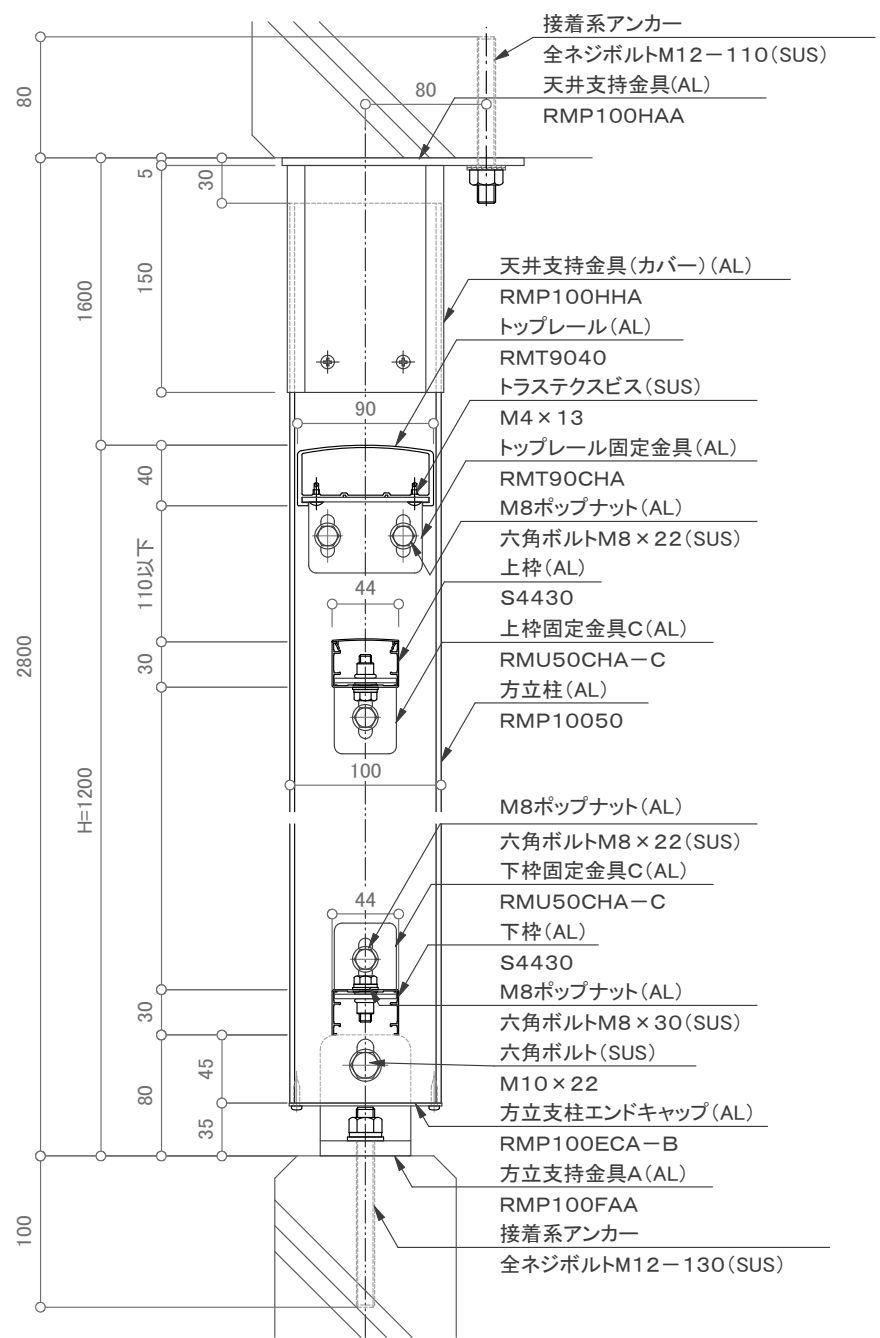 接着系アンカー
全ネジボルトM12－110(SUS)
天井支持金具(AL)
RMP100HAA
80
80
5
30
150
1600
天井支持金具(カバー)(AL)
RMP100HHA
トップレール(AL)
RMT9040
トラステクスビス(SUS)
M4×13
トップレール固定金具(AL)
RMT90CHA
M8ポップナット(AL)
六角ボルトM8×22(SUS)
上枠(AL)
S4430
上枠固定金具C(AL)
RMU50CHA－C
方立柱(AL)
RMP10050
90
40
110以下
44
30
2800
100
H=1200
M8ポップナット(AL)
六角ボルトM8×22(SUS)
下枠固定金具C(AL)
RMU50CHA－C
下枠(AL)
S4430
M8ポップナット(AL)
六角ボルトM8×30(SUS)
六角ボルト(SUS)
M10×22
方立支柱エンドキャップ(AL)
RMP100ECA－B
方立支持金具A(AL)
RMP100FAA
接着系アンカー
全ネジボルトM12－130(SUS)
44
30
45
80
35
100